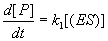 d[P]/dt = k₁[(ES)]